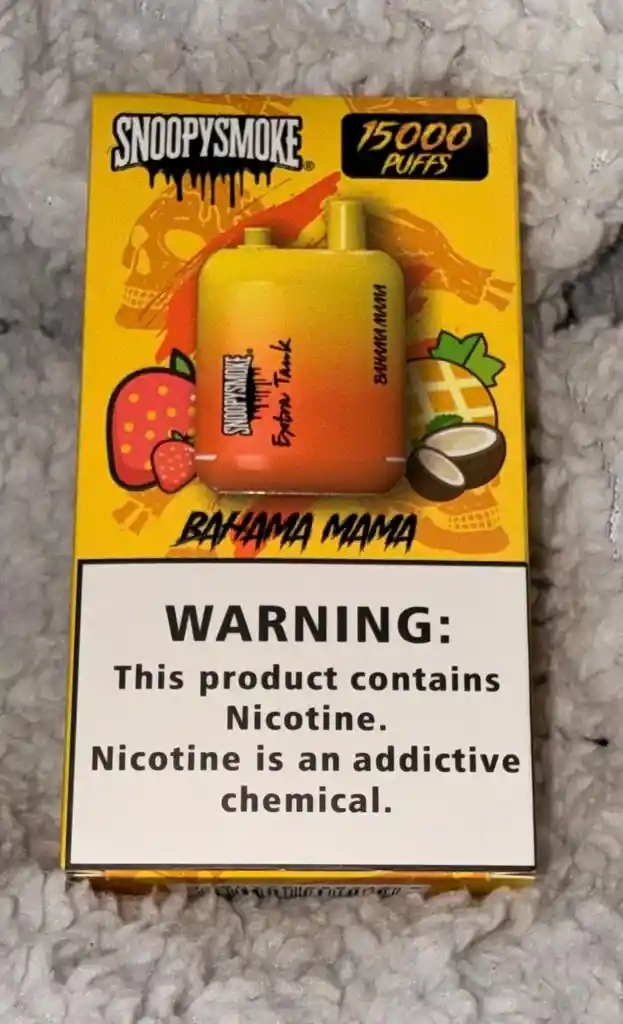 SNOOPYSMOKE®
15000
PUFFS
SNOOPYSMOKE®
Extra Tank
BAHAMA MAMA
BAHAMA MAMA
WARNING:
This product contains
Nicotine.
Nicotine is an addictive
chemical.